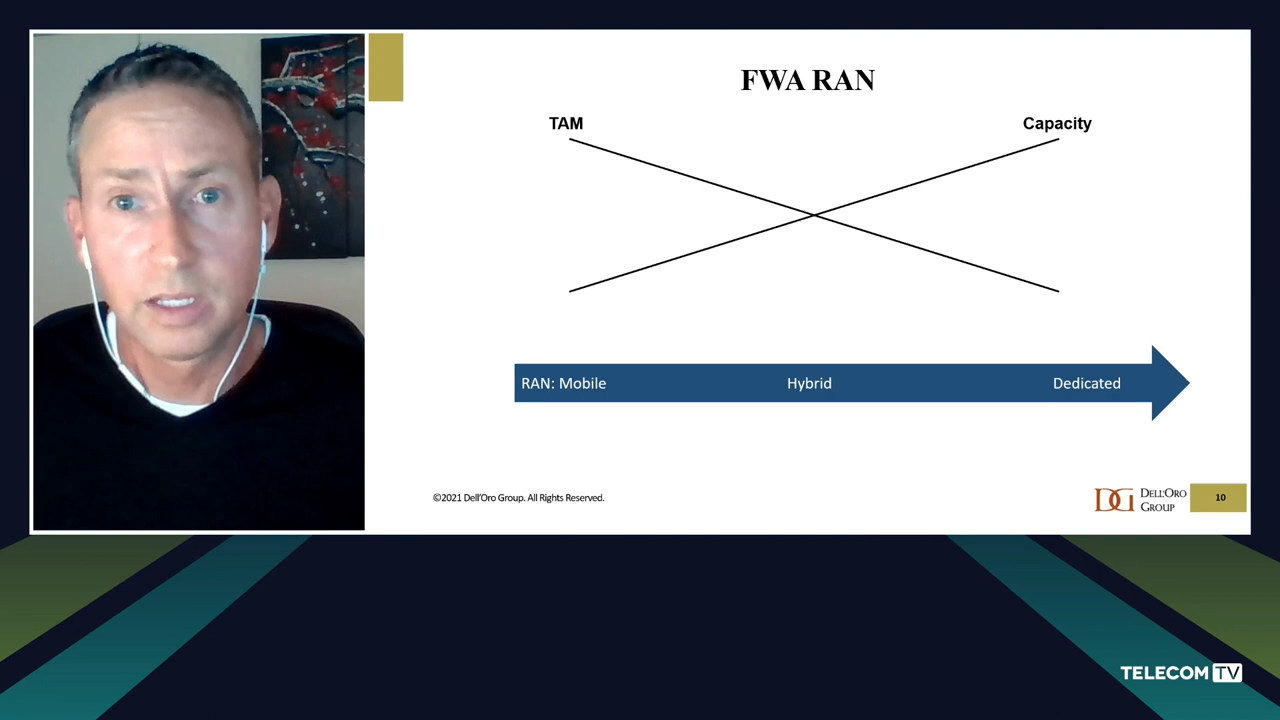 FWA RAN
TAM
Capacity
RAN: Mobile
Hybrid
Dedicated
©2021 Dell'Oro Group. All Rights Reserved.
DG DELL'ORO
GROUP
10
TELECOM TV